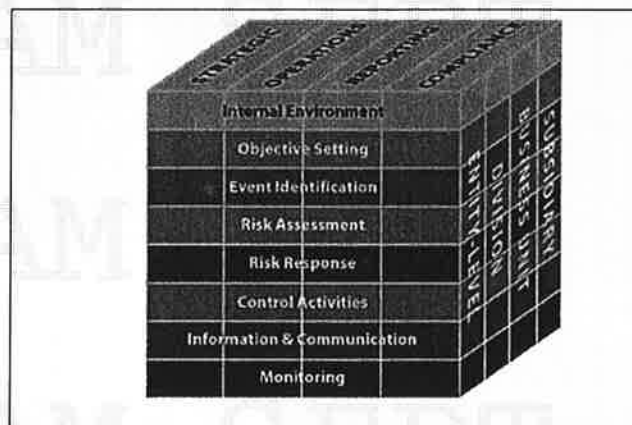 STRATEGIC
OPERATIONS
REPORTING
COMPLIANCE
Internal Environment
Objective Setting
Event Identification
Risk Assessment
Risk Response
Control Activities
Information & Communication
Monitoring
ENTITY-LEVEL
DIVISION
BUSINESS UNIT
SUBSIDIARY